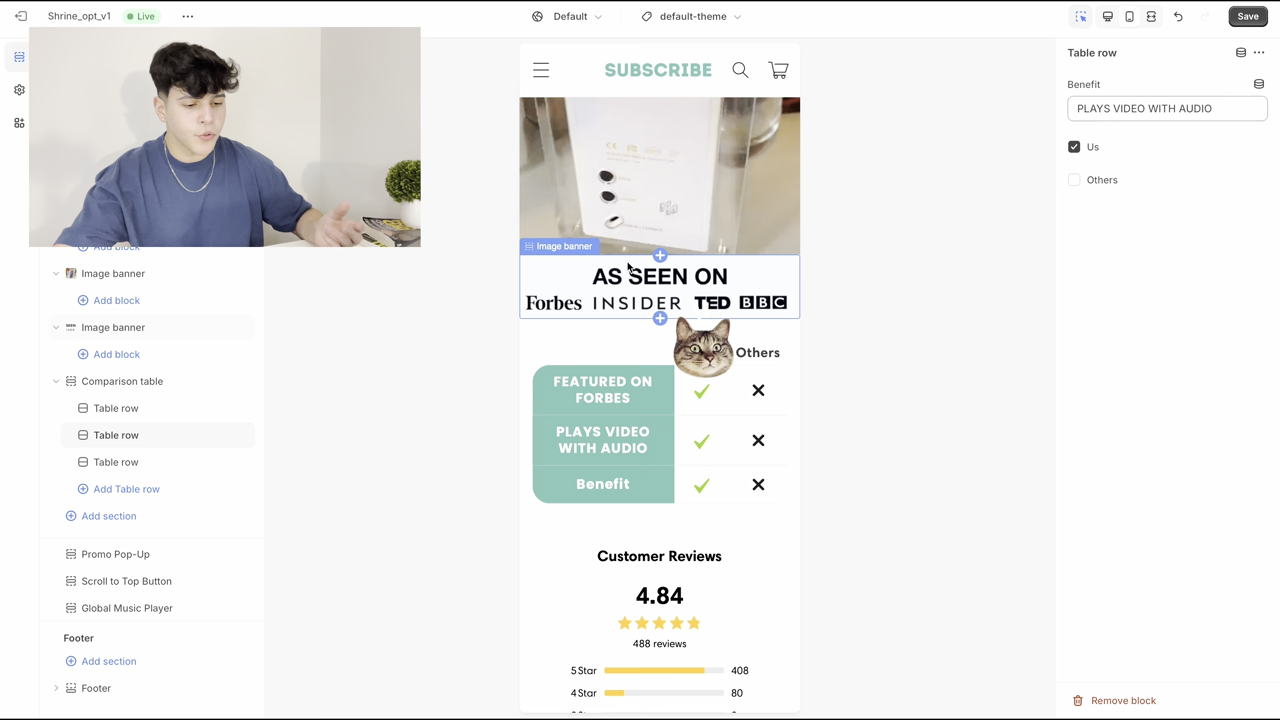 Shrine_opt_v1
Live
Default
default-theme
Save
Add block
Image banner
Add block
Image banner
Add block
Comparison table
Table row
Table row
Table row
Add Table row
Add section
Promo Pop-Up
Scroll to Top Button
Global Music Player
Footer
Add section
Footer
SUBSCRIBE
Image banner
AS SEEN ON
Forbes INSIDER TED BBC
Others
FEATURED ON
FORBES
PLAYS VIDEO
WITH AUDIO
Benefit
Customer Reviews
4.84
488 reviews
5 Star 408
4 Star 80
Table row
Benefit
PLAYS VIDEO WITH AUDIO
Us
Others
Remove block